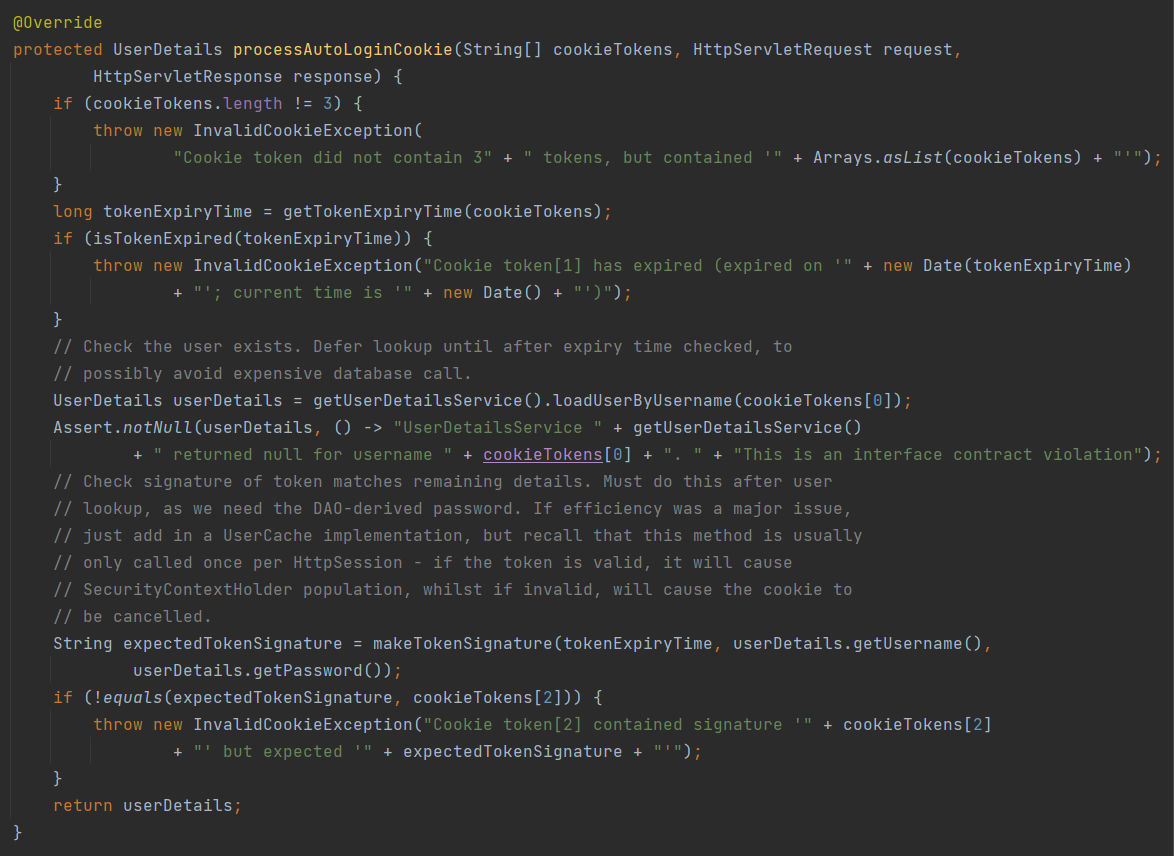 @Override
protected UserDetails processAutoLoginCookie(String[] cookieTokens, HttpServletRequest request,
        HttpServletResponse response) {
    if (cookieTokens.length != 3) {
        throw new InvalidCookieException(
                "Cookie token did not contain 3" + " tokens, but contained '" + Arrays.asList(cookieTokens) + "'");
    }
    long tokenExpiryTime = getTokenExpiryTime(cookieTokens);
    if (isTokenExpired(tokenExpiryTime)) {
        throw new InvalidCookieException("Cookie token[1] has expired (expired on '" + new Date(tokenExpiryTime)
                + "'; current time is '" + new Date() + "')");
    }
    // Check the user exists. Defer lookup until after expiry time checked, to
    // possibly avoid expensive database call.
    UserDetails userDetails = getUserDetailsService().loadUserByUsername(cookieTokens[0]);
    Assert.notNull(userDetails, () -> "UserDetailsService " + getUserDetailsService()
            + " returned null for username " + cookieTokens[0] + ". " + "This is an interface contract violation");
    // Check signature of token matches remaining details. Must do this after user
    // lookup, as we need the DAO-derived password. If efficiency was a major issue,
    // just add in a UserCache implementation, but recall that this method is usually
    // only called once per HttpSession - if the token is valid, it will cause
    // SecurityContextHolder population, whilst if invalid, will cause the cookie to
    // be cancelled.
    String expectedTokenSignature = makeTokenSignature(tokenExpiryTime, userDetails.getUsername(),
            userDetails.getPassword());
    if (!equals(expectedTokenSignature, cookieTokens[2])) {
        throw new InvalidCookieException("Cookie token[2] contained signature '" + cookieTokens[2]
                + "' but expected '" + expectedTokenSignature + "'");
    }
    return userDetails;
}